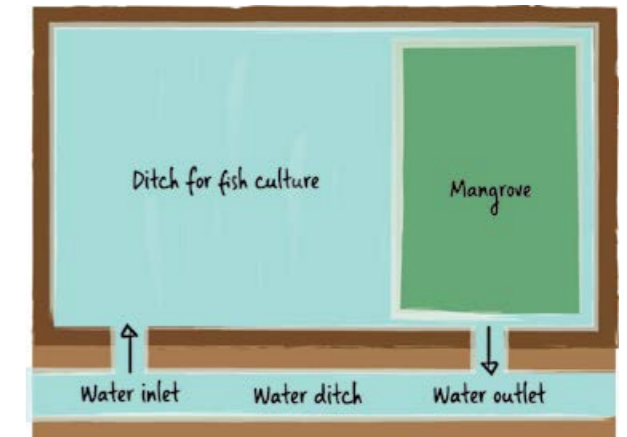 Ditch for fish culture
Mangrove
Water inlet
Water ditch
Water outlet